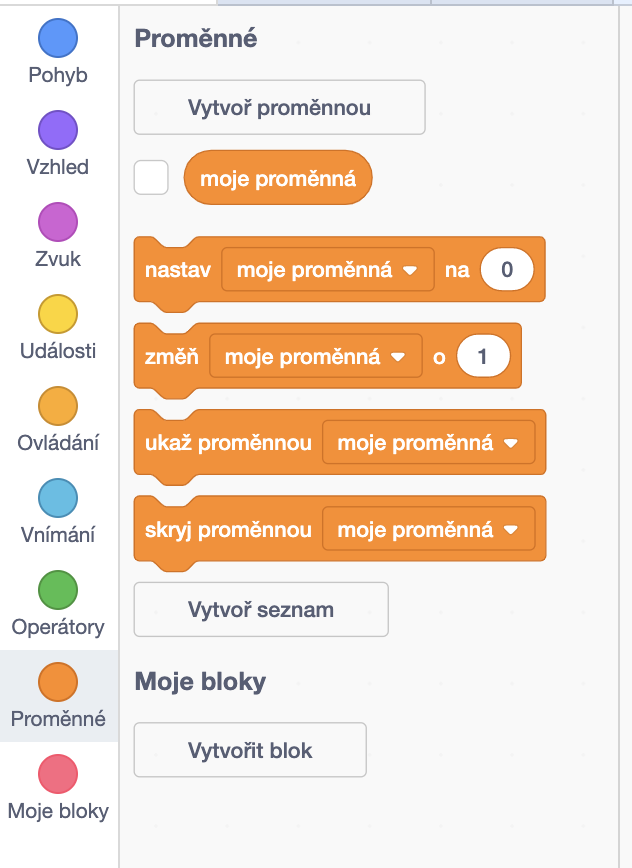 Pohyb
Vzhled
Zvuk
Události
Ovládání
Vnímání
Operátory
Proměnné
Moje bloky
Proměnné
Vytvoř proměnnou
moje proměnná
nastav moje proměnná na 0
změň moje proměnná o 1
ukaž proměnnou moje proměnná
skryj proměnnou moje proměnná
Vytvoř seznam
Moje bloky
Vytvořit blok